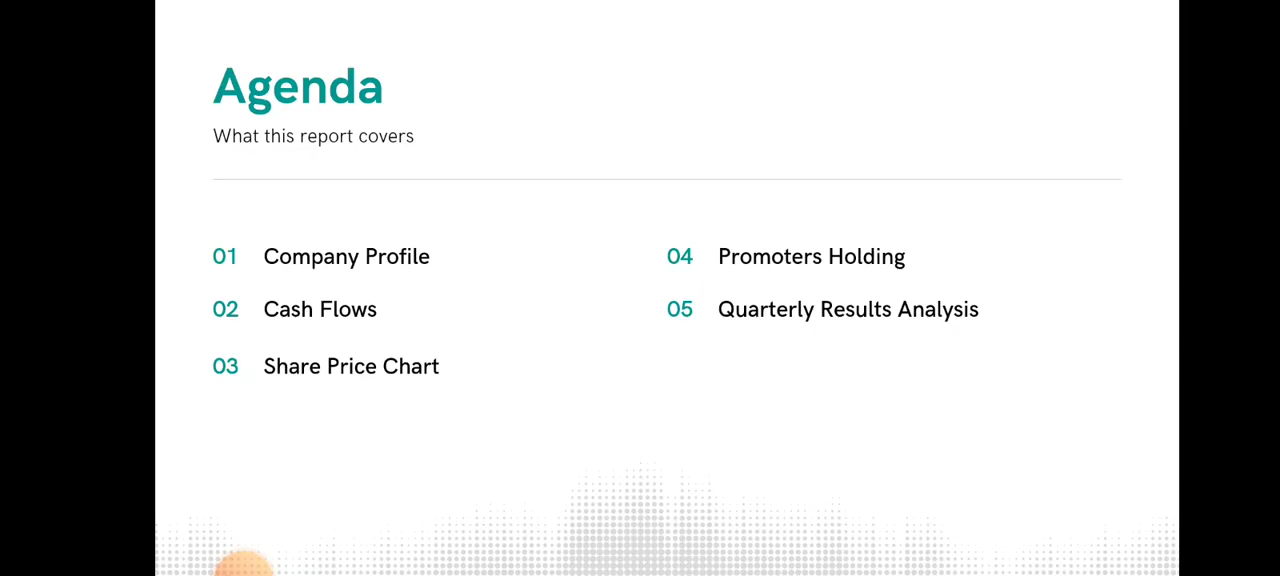 Agenda
What this report covers
01 Company Profile
02 Cash Flows
03 Share Price Chart
04 Promoters Holding
05 Quarterly Results Analysis